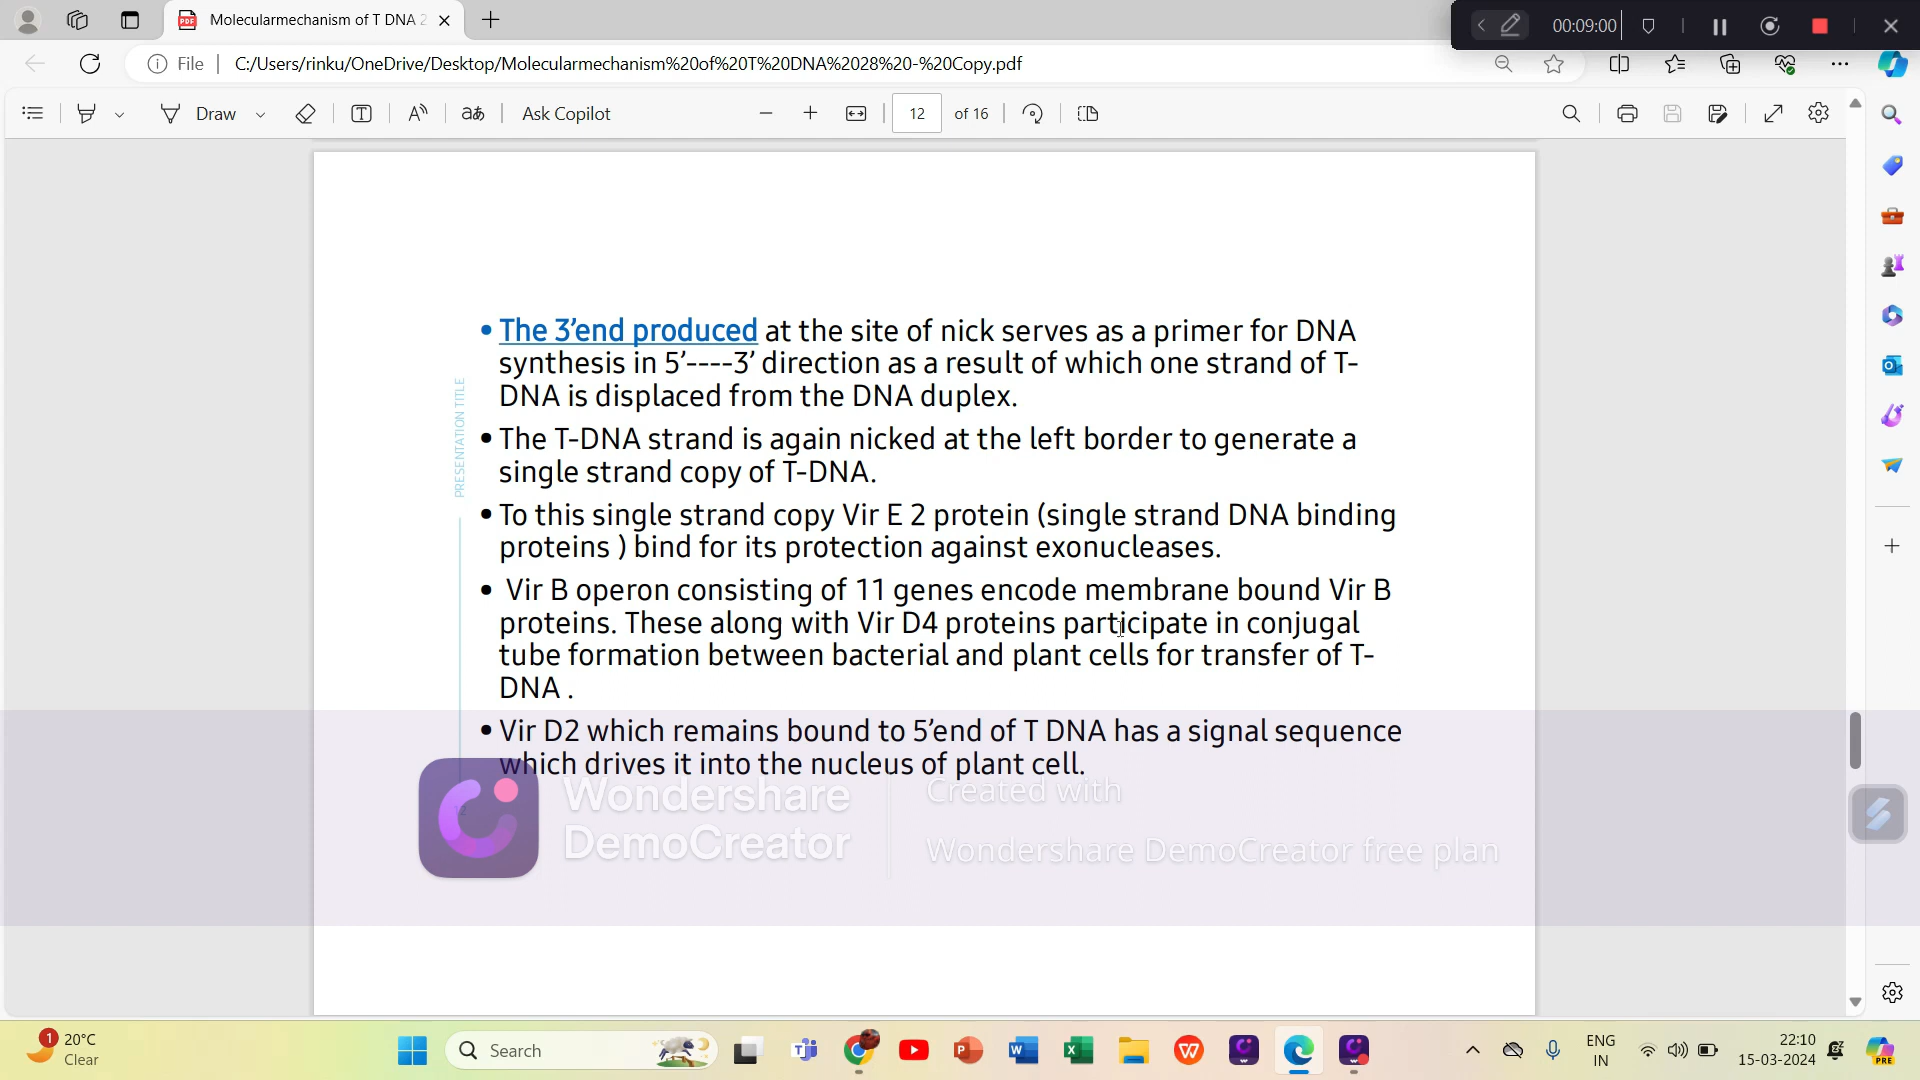 Molecularmechanism of T DNA 2
00:09:00
File
C:/Users/rinku/OneDrive/Desktop/Molecularmechanism%20of%20T%20DNA%2028%20-%20Copy.pdf
Draw
Ask Copilot
12 of 16
• The 3'end produced at the site of nick serves as a primer for DNA
synthesis in 5'----3' direction as a result of which one strand of T-
DNA is displaced from the DNA duplex.
• The T-DNA strand is again nicked at the left border to generate a
single strand copy of T-DNA.
• To this single strand copy Vir E 2 protein (single strand DNA binding
proteins ) bind for its protection against exonucleases.
• Vir B operon consisting of 11 genes encode membrane bound Vir B
proteins. These along with Vir D4 proteins participate in conjugal
tube formation between bacterial and plant cells for transfer of T-
DNA .
• Vir D2 which remains bound to 5'end of T DNA has a signal sequence
which drives it into the nucleus of plant cell.
PRESENTATION TITLE
12
Wondershare
DemoCreator
Created with
Wondershare DemoCreator free plan
1
20°C
Clear
Search
ENG
IN
22:10
15-03-2024
PRE